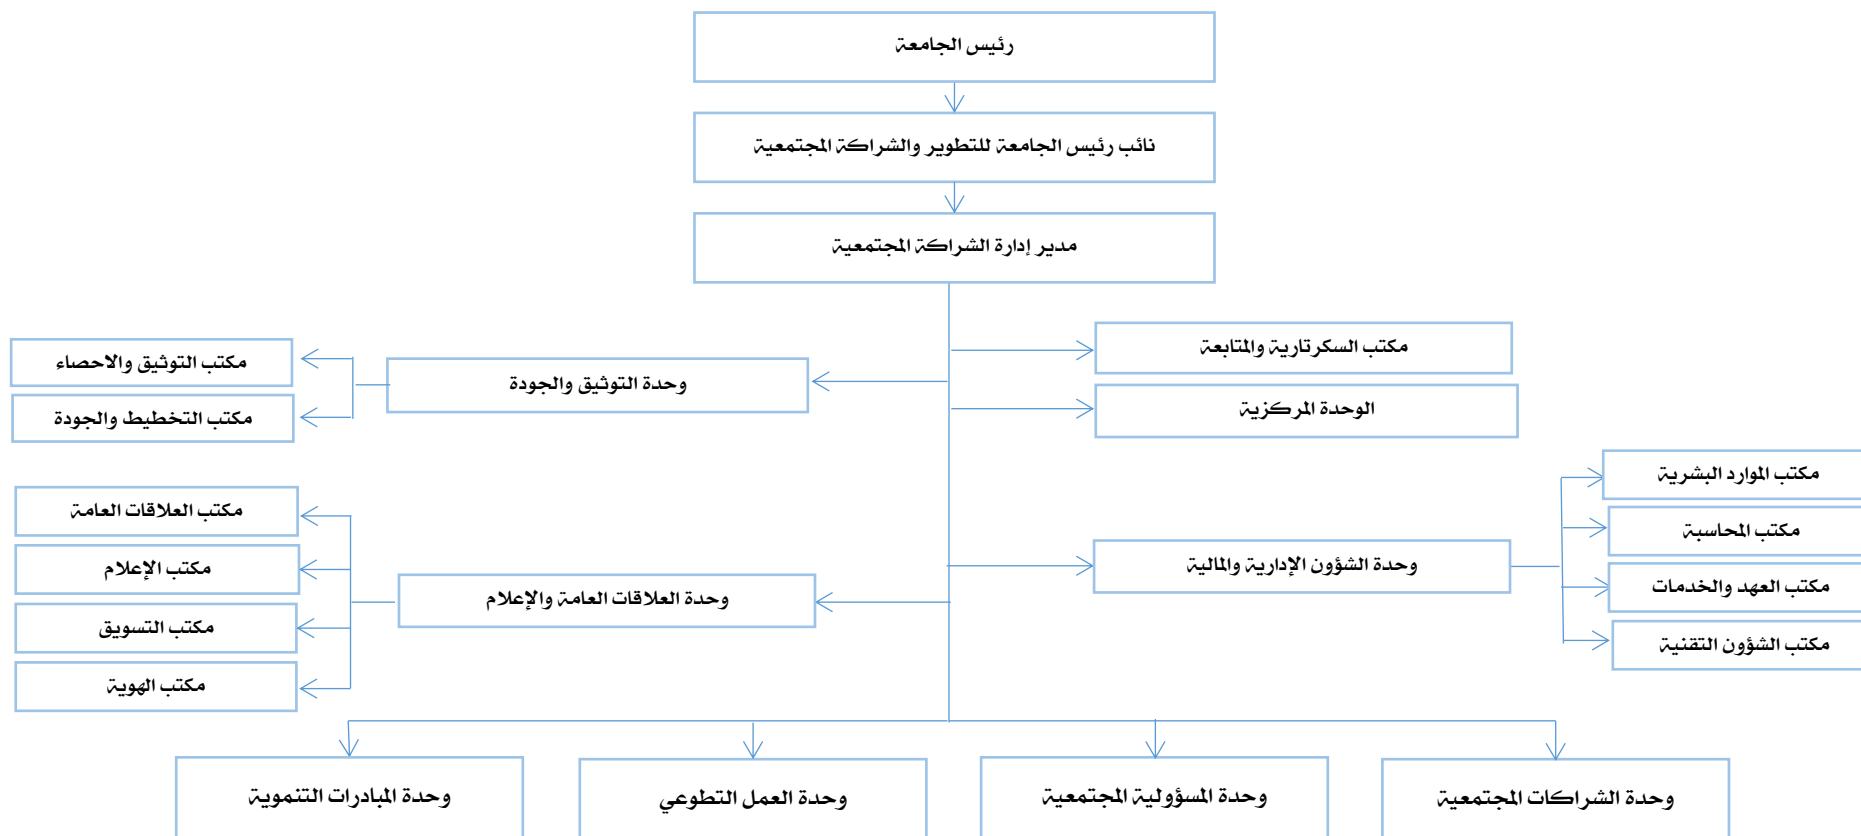 رئيس الجامعة
نائب رئيس الجامعة للتطوير والشراكة المجتمعية
مدير إدارة الشراكة المجتمعية
مكتب السكرتارية والمتابعة
الوحدة المركزية
وحدة التوثيق والجودة
مكتب التوثيق والاحصاء
مكتب التخطيط والجودة
وحدة الشؤون الإدارية والمالية
مكتب الموارد البشرية
مكتب المحاسبة
مكتب العهد والخدمات
مكتب الشؤون التقنية
وحدة العلاقات العامة والإعلام
مكتب العلاقات العامة
مكتب الإعلام
مكتب التسويق
مكتب الهوية
وحدة الشراكات المجتمعية
وحدة المسؤولية المجتمعية
وحدة العمل التطوعي
وحدة المبادرات التنموية